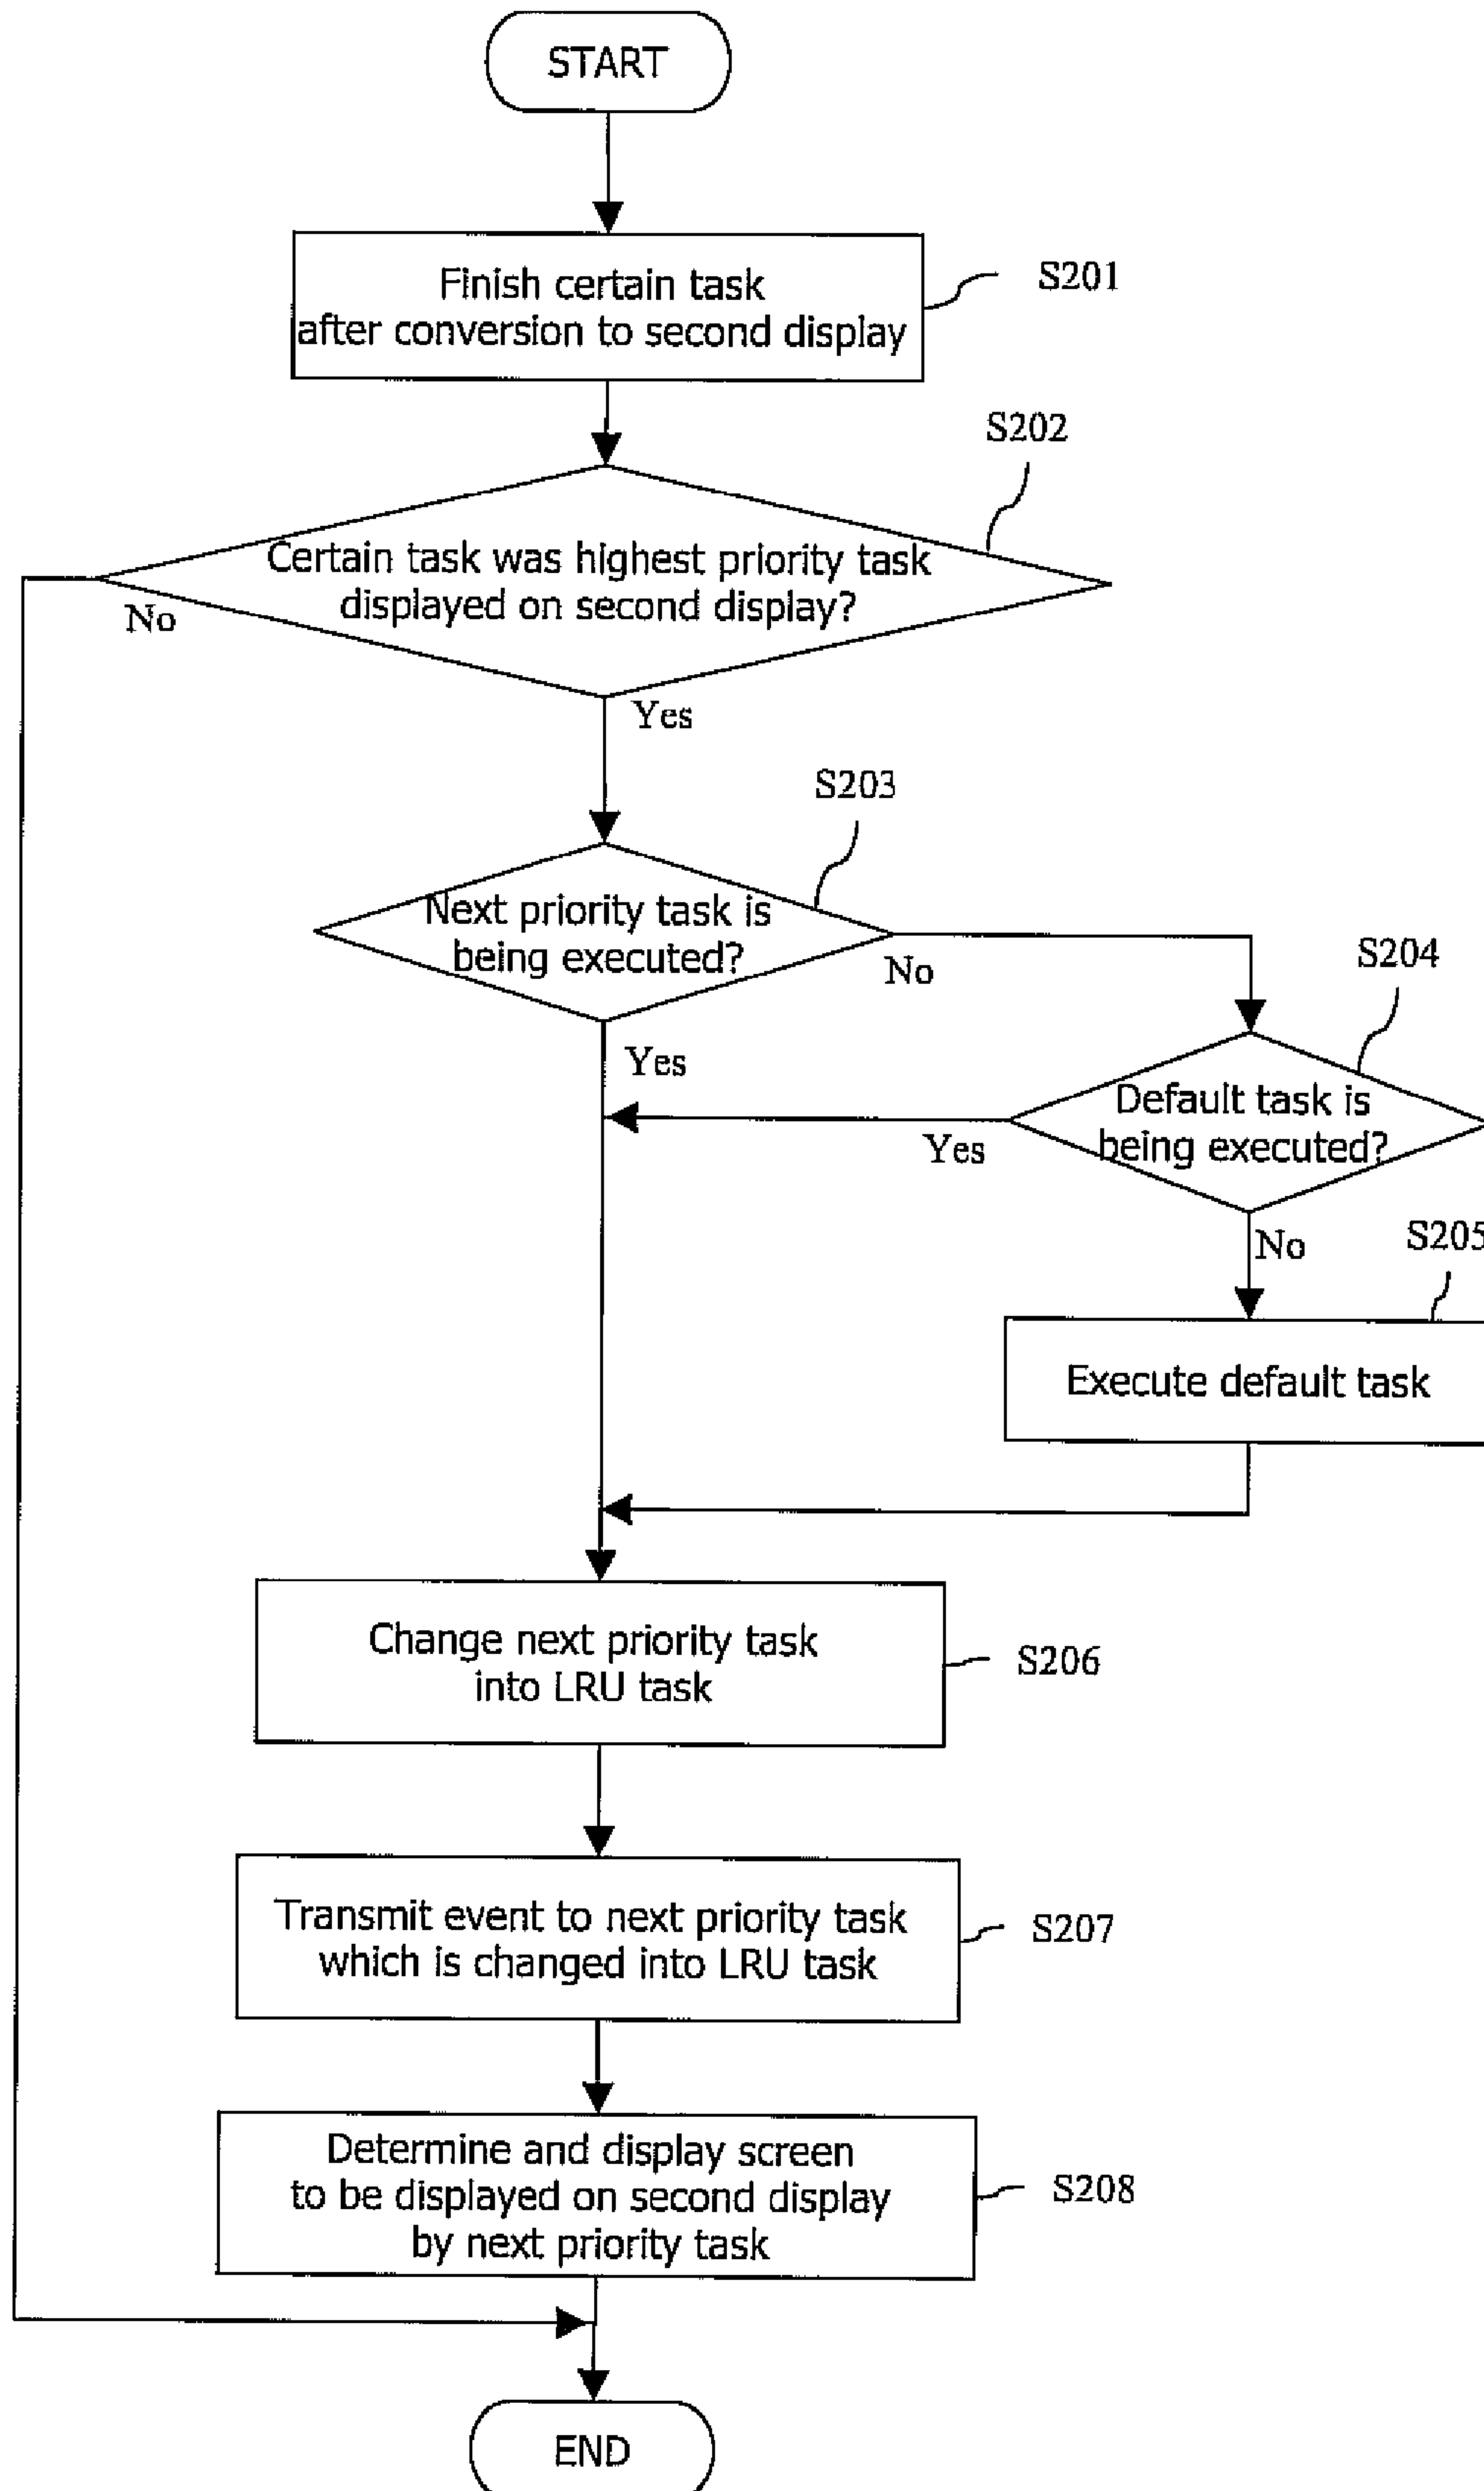 START
Finish certain task
after conversion to second display
S201
S202
Certain task was highest priority task
displayed on second display?
No
Yes
S203
Next priority task is
being executed?
No
S204
Yes
Default task is
being executed?
Yes
No
S205
Execute default task
Change next priority task
into LRU task
S206
Transmit event to next priority task
which is changed into LRU task
S207
Determine and display screen
to be displayed on second display
by next priority task
S208
END